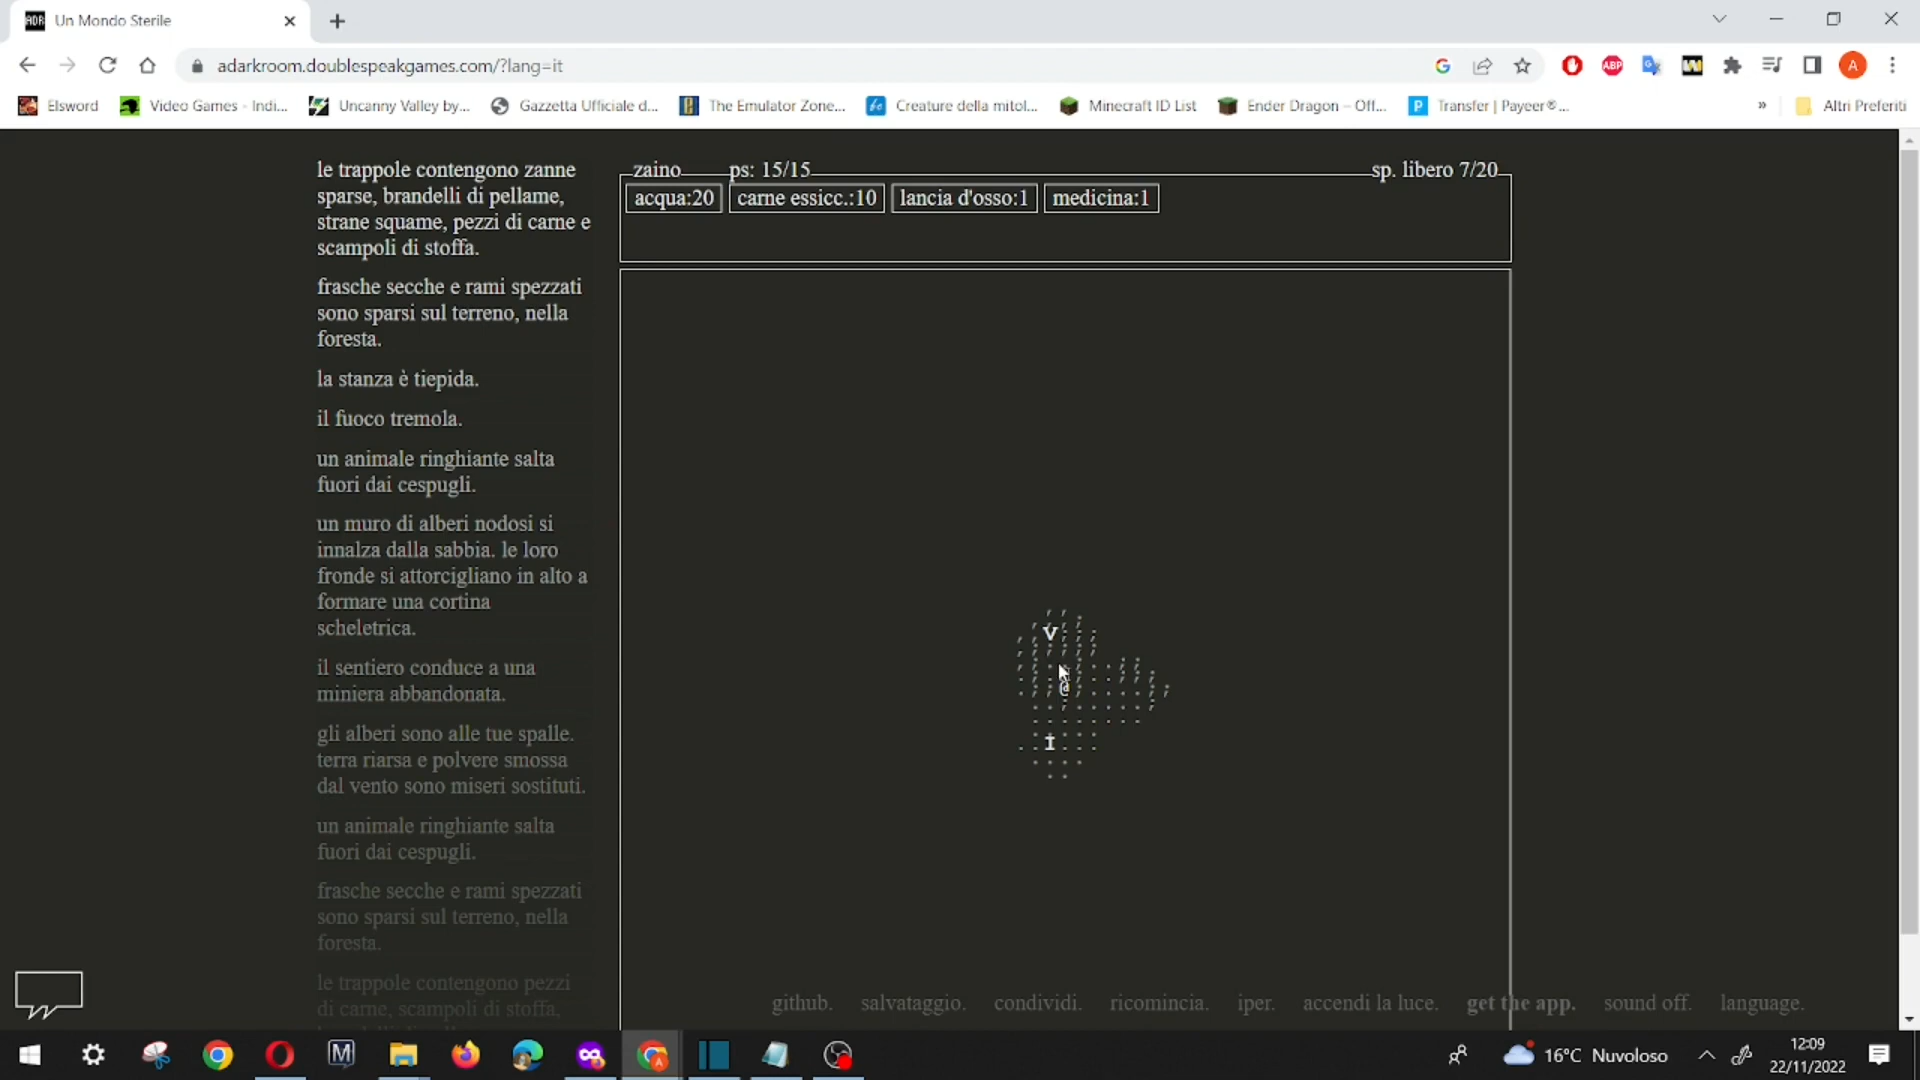 Un Mondo Sterile
adarkroom.doublespeakgames.com/?lang=it
Elsword
Video Games - Indi...
Uncanny Valley by...
Gazzetta Ufficiale d...
The Emulator Zone...
Creature della mitol...
Minecraft ID List
Ender Dragon – Off...
Transfer | Payeer®...
»
Altri Preferiti
le trappole contengono zanne
sparse, brandelli di pellame,
strane squame, pezzi di carne e
scampoli di stoffa.
frasche secche e rami spezzati
sono sparsi sul terreno, nella
foresta.
la stanza è tiepida.
il fuoco tremola.
un animale ringhiante salta
fuori dai cespugli.
un muro di alberi nodosi si
innalza dalla sabbia. le loro
fronde si attorcigliano in alto a
formare una cortina
scheletrica.
il sentiero conduce a una
miniera abbandonata.
gli alberi sono alle tue spalle.
terra riarsa e polvere smossa
dal vento sono miseri sostituti.
un animale ringhiante salta
fuori dai cespugli.
frasche secche e rami spezzati
sono sparsi sul terreno, nella
foresta.
le trappole contengono pezzi
di carne, scampoli di stoffa,
zaino
ps: 15/15
sp. libero 7/20
acqua:20
carne essicc.:10
lancia d'osso:1
medicina:1
V
@
I
github.
salvataggio.
condividi.
ricomincia.
iper.
accendi la luce.
get the app.
sound off.
language.
16°C Nuvoloso
12:09
22/11/2022